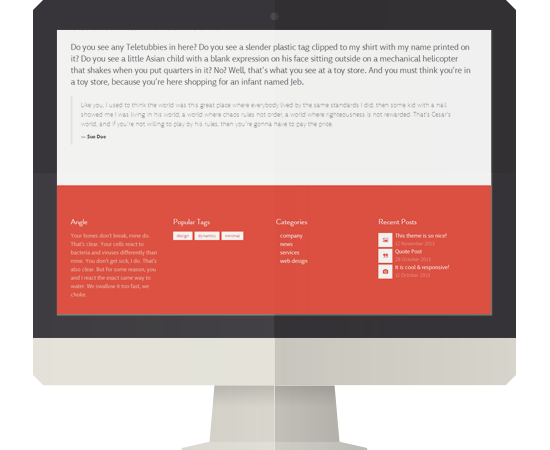 Do you see any Teletubbies in here? Do you see a slender plastic tag clipped to my shirt with my name printed on
it? Do you see a little Asian child with a blank expression on his face sitting outside on a mechanical helicopter
that shakes when you put quarters in it? No? Well, that's what you see at a toy store. And you must think you're in
a toy store, because you're here shopping for an infant named Jeb.
Like you, I used to think the world was this great place where everybody lived by the same standards I did, then some kid with a nail
showed me I was living in his world, a world where chaos rules not order, a world where righteousness is not rewarded. That's Cesar's
world, and if you're not willing to play by his rules, then you're gonna have to pay the price.
— Sue Doe
Angle
Your bones don't break, mine do.
That's clear. Your cells react to
bacteria and viruses differently than
mine. You don't get sick, I do. That's
also clear. But for some reason, you
and I react the exact same way to
water. We swallow it too fast, we
choke.
Popular Tags
design dynamics minimal
Categories
company
news
services
web design
Recent Posts
This theme is so nice!
12 November 2013
Quote Post
October 2013
It is cool & responsive!
October 2013